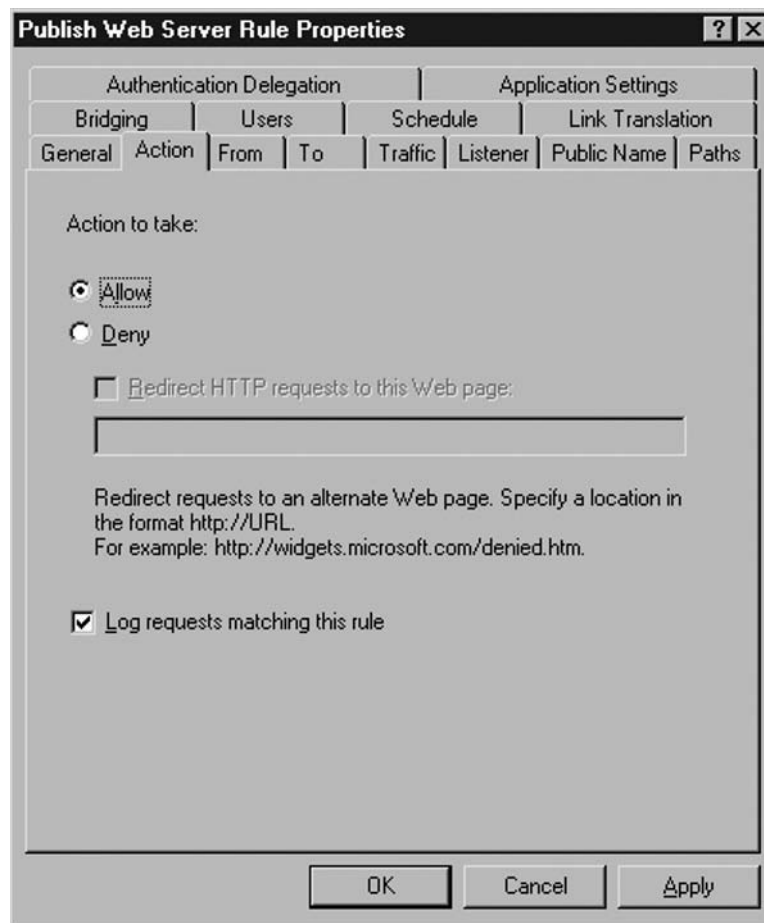 Publish Web Server Rule Properties
Authentication Delegation Application Settings
Bridging Users Schedule Link Translation
General Action From To Traffic Listener Public Name Paths
Action to take:
Allow
Deny
Redirect HTTP requests to this Web page:
Redirect requests to an alternate Web page. Specify a location in
the format http://URL.
For example: http://widgets.microsoft.com/denied.htm.
Log requests matching this rule
OK Cancel Apply